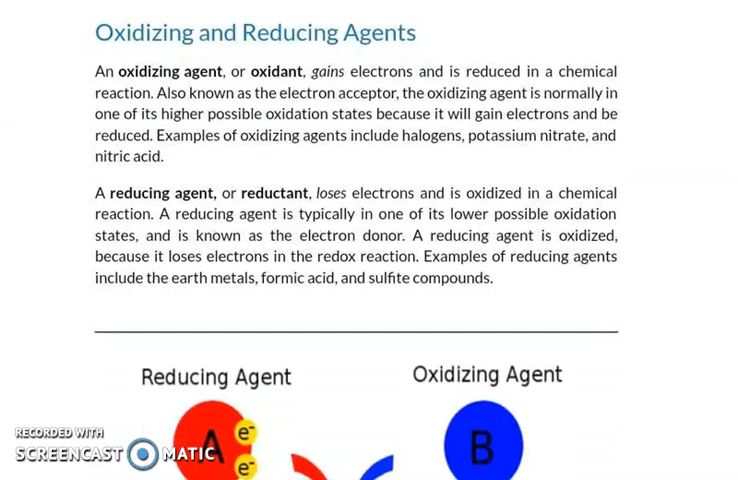 Oxidizing and Reducing Agents
An oxidizing agent, or oxidant, gains electrons and is reduced in a chemical
reaction. Also known as the electron acceptor, the oxidizing agent is normally in
one of its higher possible oxidation states because it will gain electrons and be
reduced. Examples of oxidizing agents include halogens, potassium nitrate, and
nitric acid.
A reducing agent, or reductant, loses electrons and is oxidized in a chemical
reaction. A reducing agent is typically in one of its lower possible oxidation
states, and is known as the electron donor. A reducing agent is oxidized,
because it loses electrons in the redox reaction. Examples of reducing agents
include the earth metals, formic acid, and sulfite compounds.
Reducing Agent
Oxidizing Agent
A
e⁻
e⁻
B
RECORDED WITH
SCREENCAST MATIC